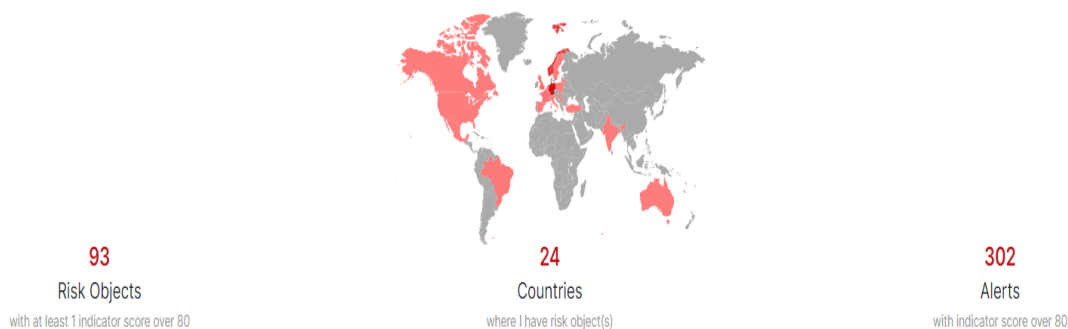 93
Risk Objects
with at least 1 indicator score over 80
24
Countries
where I have risk object(s)
302
Alerts
with indicator score over 80